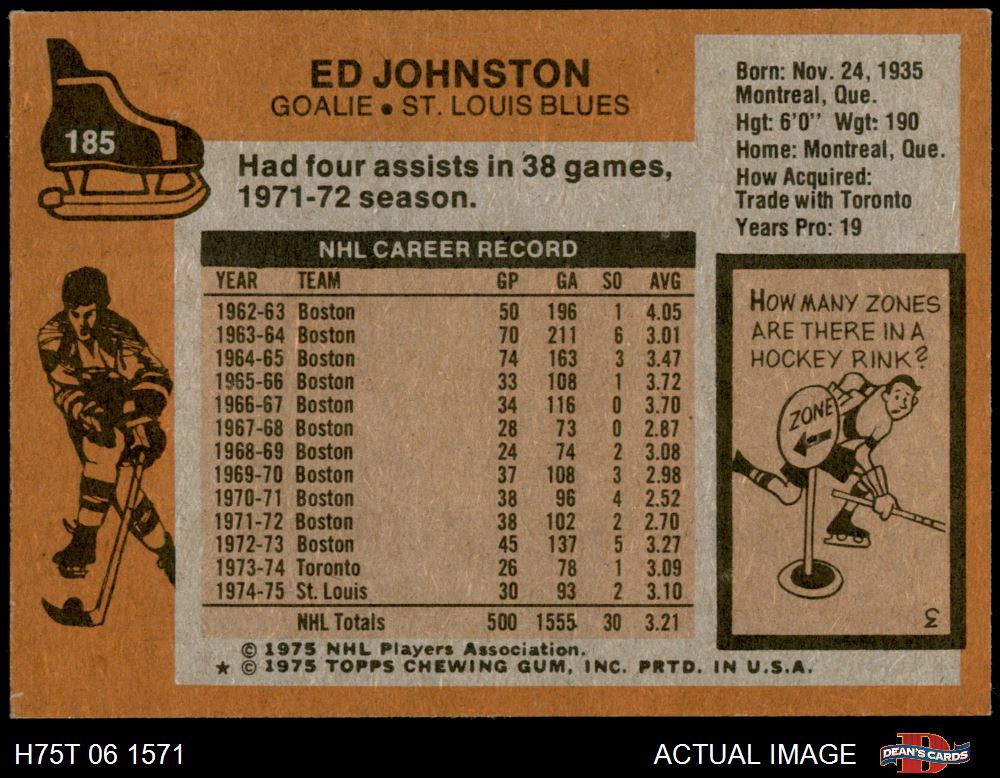 185
ED JOHNSTON
GOALIE • ST. LOUIS BLUES
Had four assists in 38 games,
1971-72 season.
Born: Nov. 24, 1935
Montreal, Que.
Hgt: 6'0" Wgt: 190
Home: Montreal, Que.
How Acquired:
Trade with Toronto
Years Pro: 19
NHL CAREER RECORD
YEAR TEAM GP GA SO AVG
1962-63 Boston 50 196 1 4.05
1963-64 Boston 70 211 6 3.01
1964-65 Boston 74 163 3 3.47
1965-66 Boston 33 108 1 3.72
1966-67 Boston 34 116 0 3.70
1967-68 Boston 28 73 0 2.87
1968-69 Boston 24 74 2 3.08
1969-70 Boston 37 108 3 2.98
1970-71 Boston 38 96 4 2.52
1971-72 Boston 38 102 2 2.70
1972-73 Boston 45 137 5 3.27
1973-74 Toronto 26 78 1 3.09
1974-75 St. Louis 30 93 2 3.10
NHL Totals 500 1555 30 3.21
© 1975 NHL Players Association.
★ © 1975 TOPPS CHEWING GUM, INC. PRTD. IN U.S.A.
HOW MANY ZONES
ARE THERE IN A
HOCKEY RINK?
ZONE
3
H75T 06 1571
ACTUAL IMAGE
D
DEAN'S CARDS